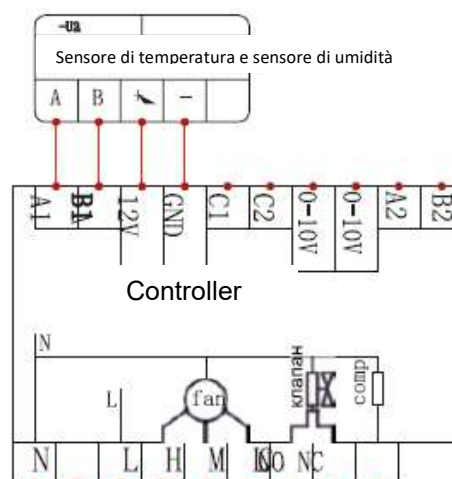 -U2
Sensore di temperatura e sensore di umidità
A B -
A1 B1 12V GND C1 C2 0-10V 0-10V A2 B2
Controller
N
L
fan
клапан
comp
N L H M NC